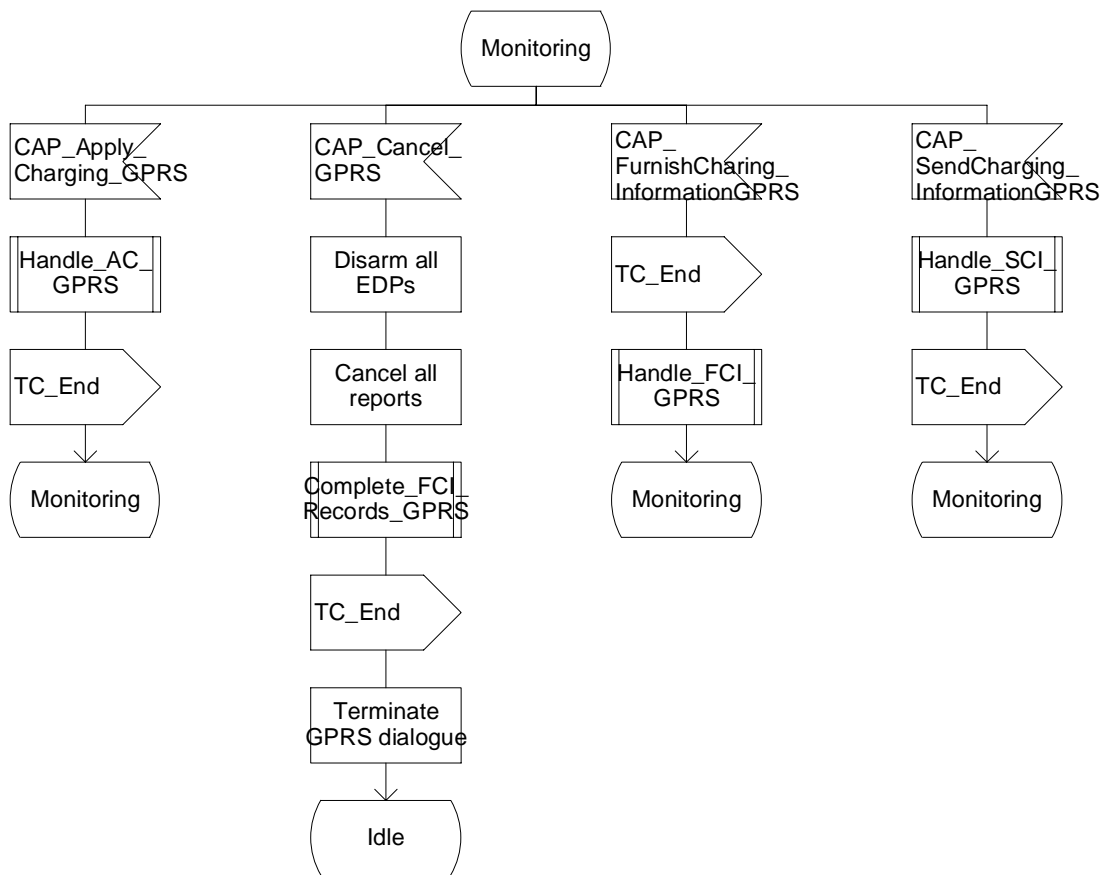 Monitoring
CAP_Apply_
Charging_GPRS
CAP_Cancel_
GPRS
CAP_
FurnishCharing_
InformationGPRS
CAP_
SendCharging_
InformationGPRS
Handle_AC_
GPRS
Disarm all
EDPs
TC_End
Handle_SCI_
GPRS
TC_End
Cancel all
reports
Handle_FCI_
GPRS
TC_End
Monitoring
Complete_FCI_
Records_GPRS
Monitoring
Monitoring
TC_End
Terminate
GPRS dialogue
Idle